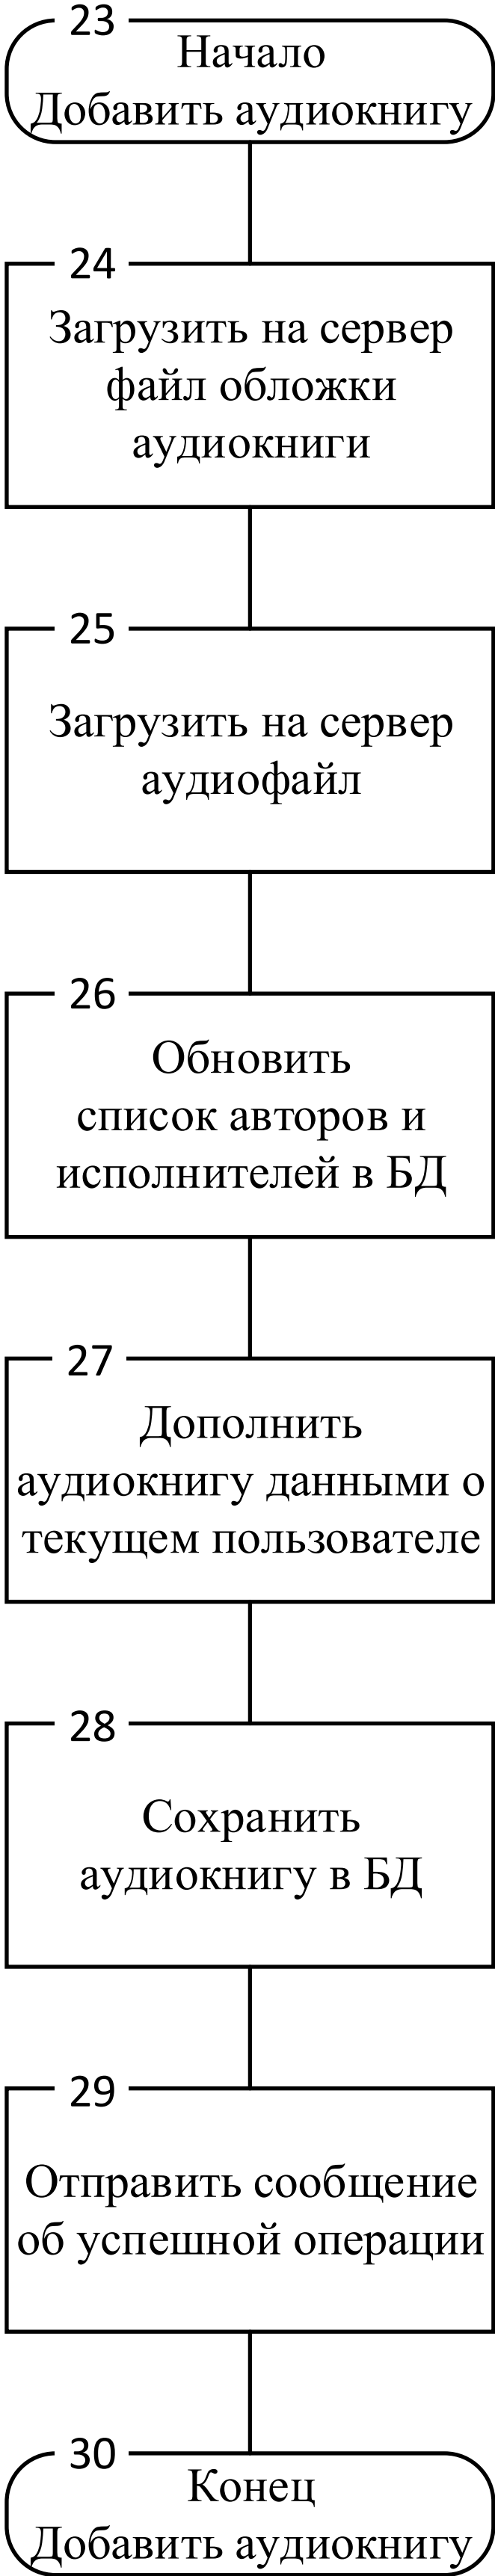 23
Начало
Добавить аудиокнигу
24
Загрузить на сервер
файл обложки
аудиокниги
25
Загрузить на сервер
аудиофайл
26
Обновить
список авторов и
исполнителей в БД
27
Дополнить
аудиокнигу данными о
текущем пользователе
28
Сохранить
аудиокнигу в БД
29
Отправить сообщение
об успешной операции
30
Конец
Добавить аудиокнигу